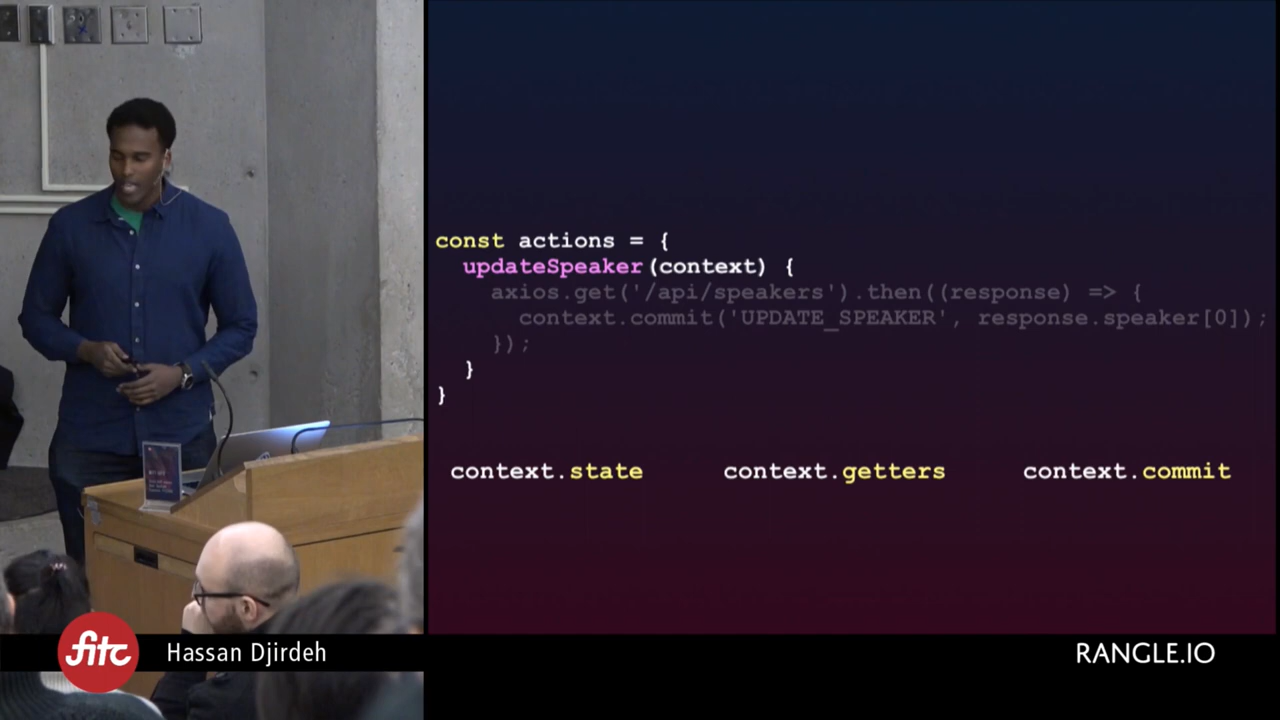 const actions = {
updateSpeaker(context) {
axios.get('/api/speakers').then((response) => {
context.commit('UPDATE_SPEAKER', response.speaker[0]);
});
}
}
context.state context.getters context.commit
fitc
Hassan Djirdeh
RANGLE.IO